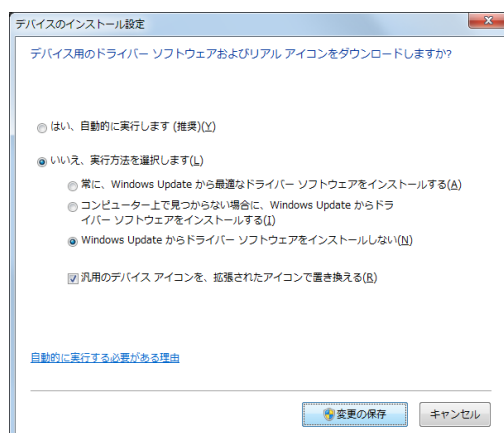 デバイスのインストール設定
デバイス用のドライバー ソフトウェアおよびリアル アイコンをダウンロードしますか?
はい、自動的に実行します (推奨)(Y)
いいえ、実行方法を選択します(L)
常に、Windows Update から最適なドライバー ソフトウェアをインストールする(A)
コンピューター上で見つからない場合に、Windows Update からドラ
イバー ソフトウェアをインストールする(I)
Windows Update からドライバー ソフトウェアをインストールしない(N)
汎用のデバイス アイコンを、拡張されたアイコンで置き換える(R)
自動的に実行する必要がある理由
変更の保存
キャンセル